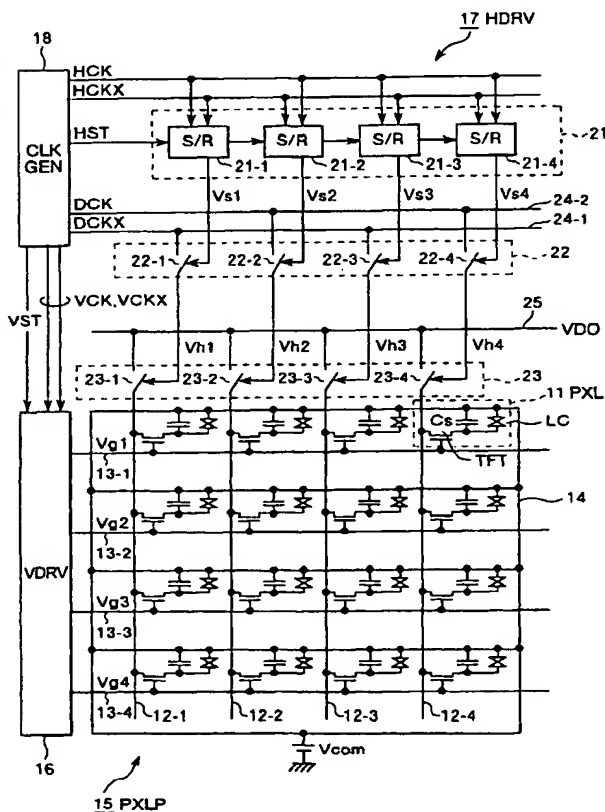 17 HDRV
18
HCK
HCKX
HST
CLK
GEN
S/R
S/R
S/R
S/R
21
21-1
21-2
21-3
21-4
Vs1
Vs2
Vs3
Vs4
DCK
24-2
DCKX
24-1
22-1
22-2
22-3
22-4
22
VCK, VCKX
VST
25
VDO
Vh1
Vh2
Vh3
Vh4
23-1
23-2
23-3
23-4
23
11 PXL
Cs
LC
TFT
Vg1
13-1
14
Vg2
13-2
VDRV
Vg3
13-3
Vg4
13-4
12-1
12-2
12-3
12-4
16
Vcom
15 PXLP